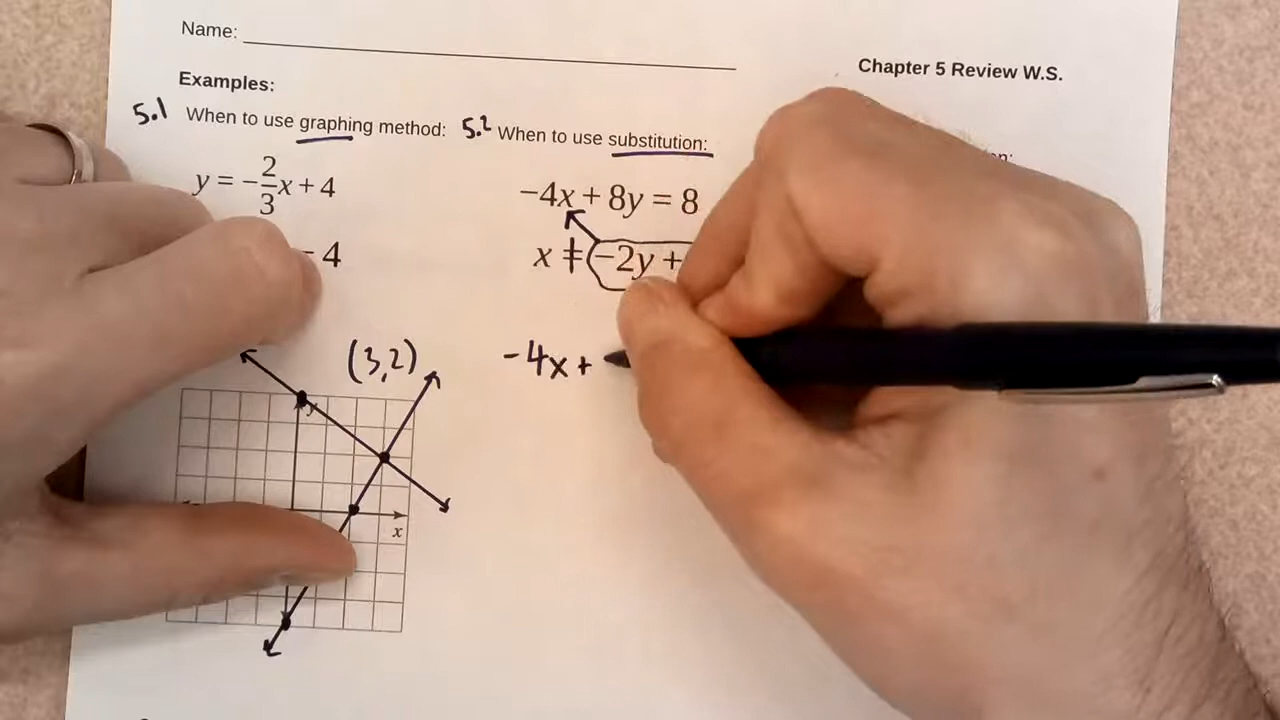 Name:
Chapter 5 Review W.S.
Examples:
5.1 When to use graphing method:
5.2 When to use substitution:
y = -2/3x + 4
- 4
-4x + 8y = 8
x = -2y +
(3,2)
-4x +
y
x